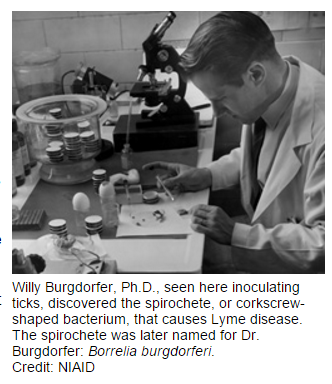 Willy Burgdorfer, Ph.D., seen here inoculating
ticks, discovered the spirochete, or corkscrew-
shaped bacterium, that causes Lyme disease.
The spirochete was later named for Dr.
Burgdorfer: Borrelia burgdorferi.
Credit: NIAID